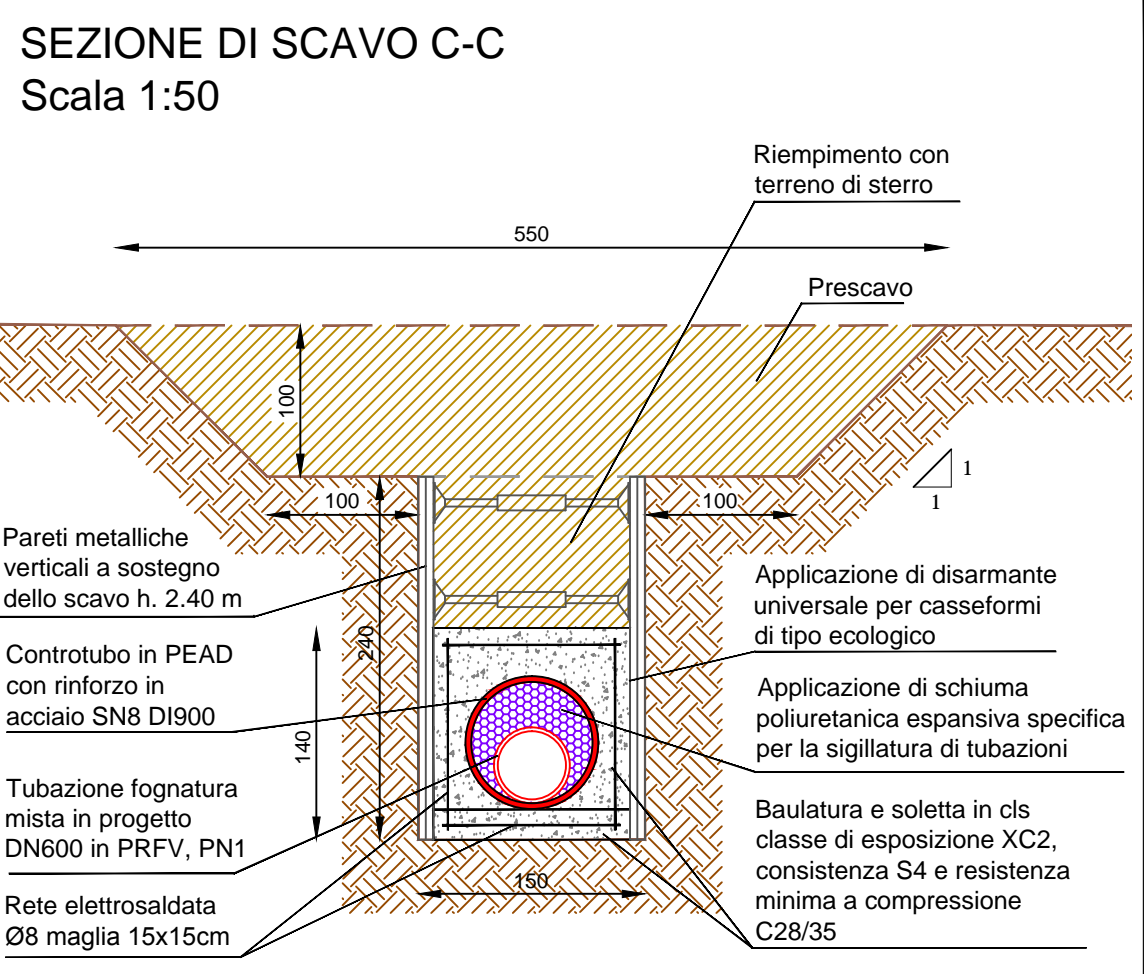 SEZIONE DI SCAVO C-C
Scala 1:50
Riempimento con
terreno di sterro
550
Prescavo
100
1
1
100
100
Pareti metalliche
verticali a sostegno
dello scavo h. 2.40 m
240
Applicazione di disarmante
universale per casseformi
di tipo ecologico
Controtubo in PEAD
con rinforzo in
acciaio SN8 DI900
140
Applicazione di schiuma
poliuretanica espansiva specifica
per la sigillatura di tubazioni
Tubazione fognatura
mista in progetto
DN600 in PRFV, PN1
Baulatura e soletta in cls
classe di esposizione XC2,
consistenza S4 e resistenza
minima a compressione
C28/35
150
Rete elettrosaldata
Ø8 maglia 15x15cm